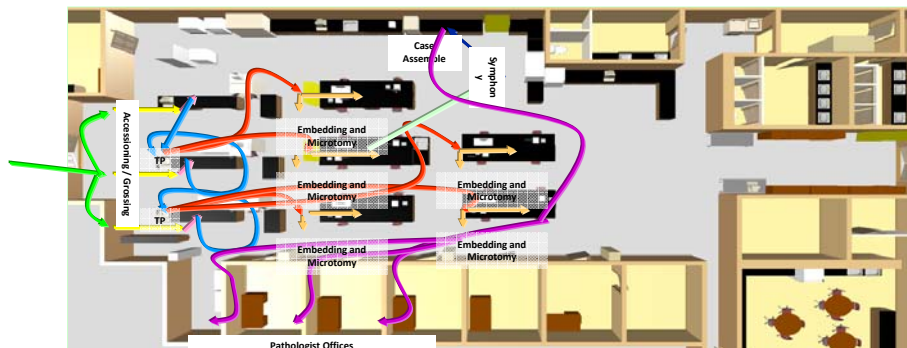 Case
Assemble
Symphon
y
Accessioning / Grossing
TP
TP
Embedding and
Microtomy
Embedding and
Microtomy
Embedding and
Microtomy
Embedding and
Microtomy
Embedding and
Microtomy
Pathologist Offices